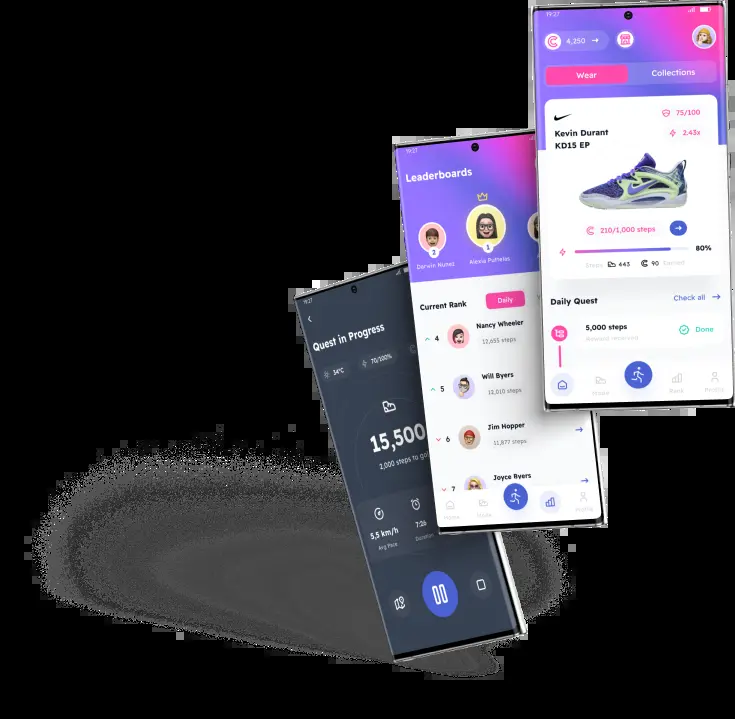 19:27
4,250
Wear
Collections
75/100
Kevin Durant
KD15 EP
2.43x
210/1,000 steps
80%
Steps
443
90
Earned
Daily Quest
Check all
5,000 steps
Reward received
Done
Home
Shoes
Rank
Profile
19:27
Leaderboards
2
Darwin Nunez
1
Alexia Putellas
Current Rank
Daily
4
Nancy Wheeler
12,655 steps
5
Will Byers
12,010 steps
6
Jim Hopper
11,877 steps
7
Joyce Byers
Home
Shoes
Profile
19:27
Quest in Progress
34°C
70/100%
15,500
2,000 steps to
5,5 km/h
Avg Pace
7:26
Duration